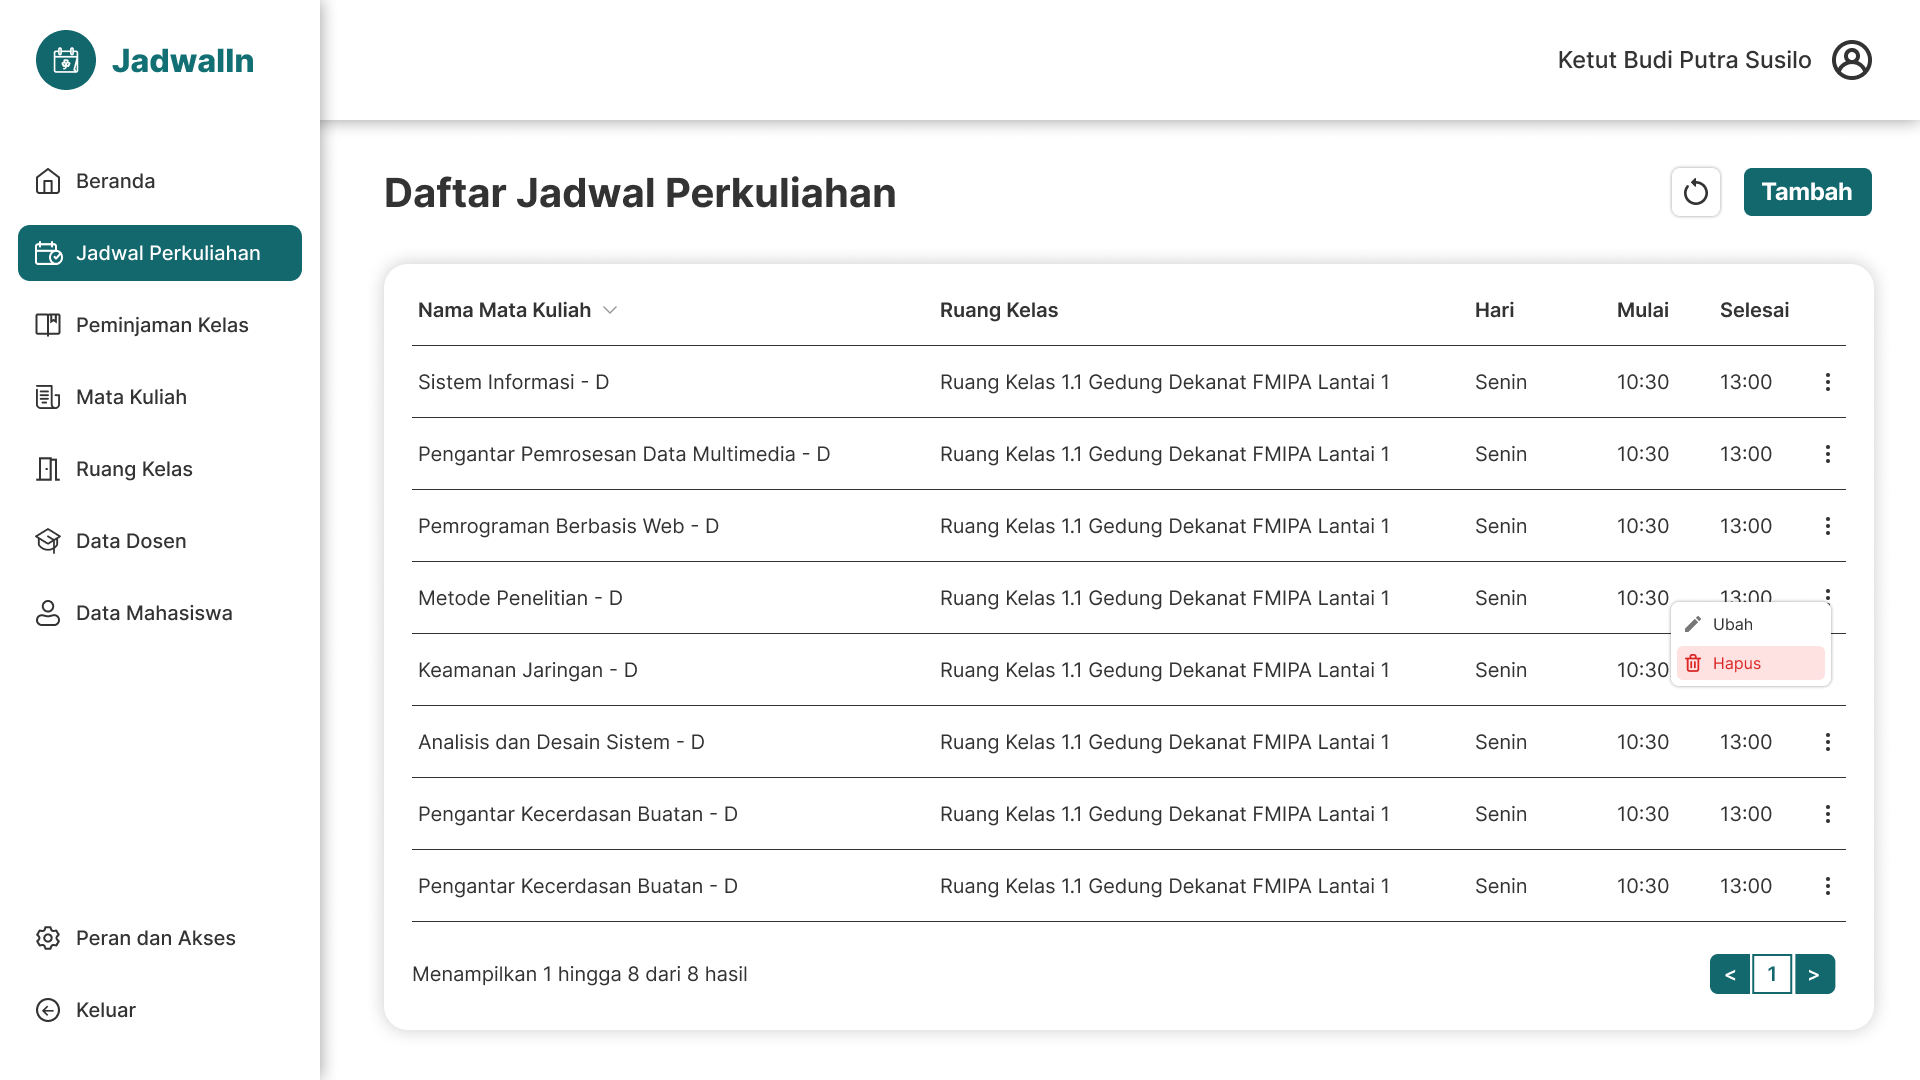 JadwalIn
Ketut Budi Putra Susilo
Beranda
Jadwal Perkuliahan
Peminjaman Kelas
Mata Kuliah
Ruang Kelas
Data Dosen
Data Mahasiswa
Peran dan Akses
Keluar
Daftar Jadwal Perkuliahan
Tambah
Nama Mata Kuliah Ruang Kelas Hari Mulai Selesai
Sistem Informasi - D Ruang Kelas 1.1 Gedung Dekanat FMIPA Lantai 1 Senin 10:30 13:00
Pengantar Pemrosesan Data Multimedia - D Ruang Kelas 1.1 Gedung Dekanat FMIPA Lantai 1 Senin 10:30 13:00
Pemrograman Berbasis Web - D Ruang Kelas 1.1 Gedung Dekanat FMIPA Lantai 1 Senin 10:30 13:00
Metode Penelitian - D Ruang Kelas 1.1 Gedung Dekanat FMIPA Lantai 1 Senin 10:30 13:00
Ubah
Hapus
Keamanan Jaringan - D Ruang Kelas 1.1 Gedung Dekanat FMIPA Lantai 1 Senin 10:30
Analisis dan Desain Sistem - D Ruang Kelas 1.1 Gedung Dekanat FMIPA Lantai 1 Senin 10:30 13:00
Pengantar Kecerdasan Buatan - D Ruang Kelas 1.1 Gedung Dekanat FMIPA Lantai 1 Senin 10:30 13:00
Pengantar Kecerdasan Buatan - D Ruang Kelas 1.1 Gedung Dekanat FMIPA Lantai 1 Senin 10:30 13:00
Menampilkan 1 hingga 8 dari 8 hasil
< 1 >